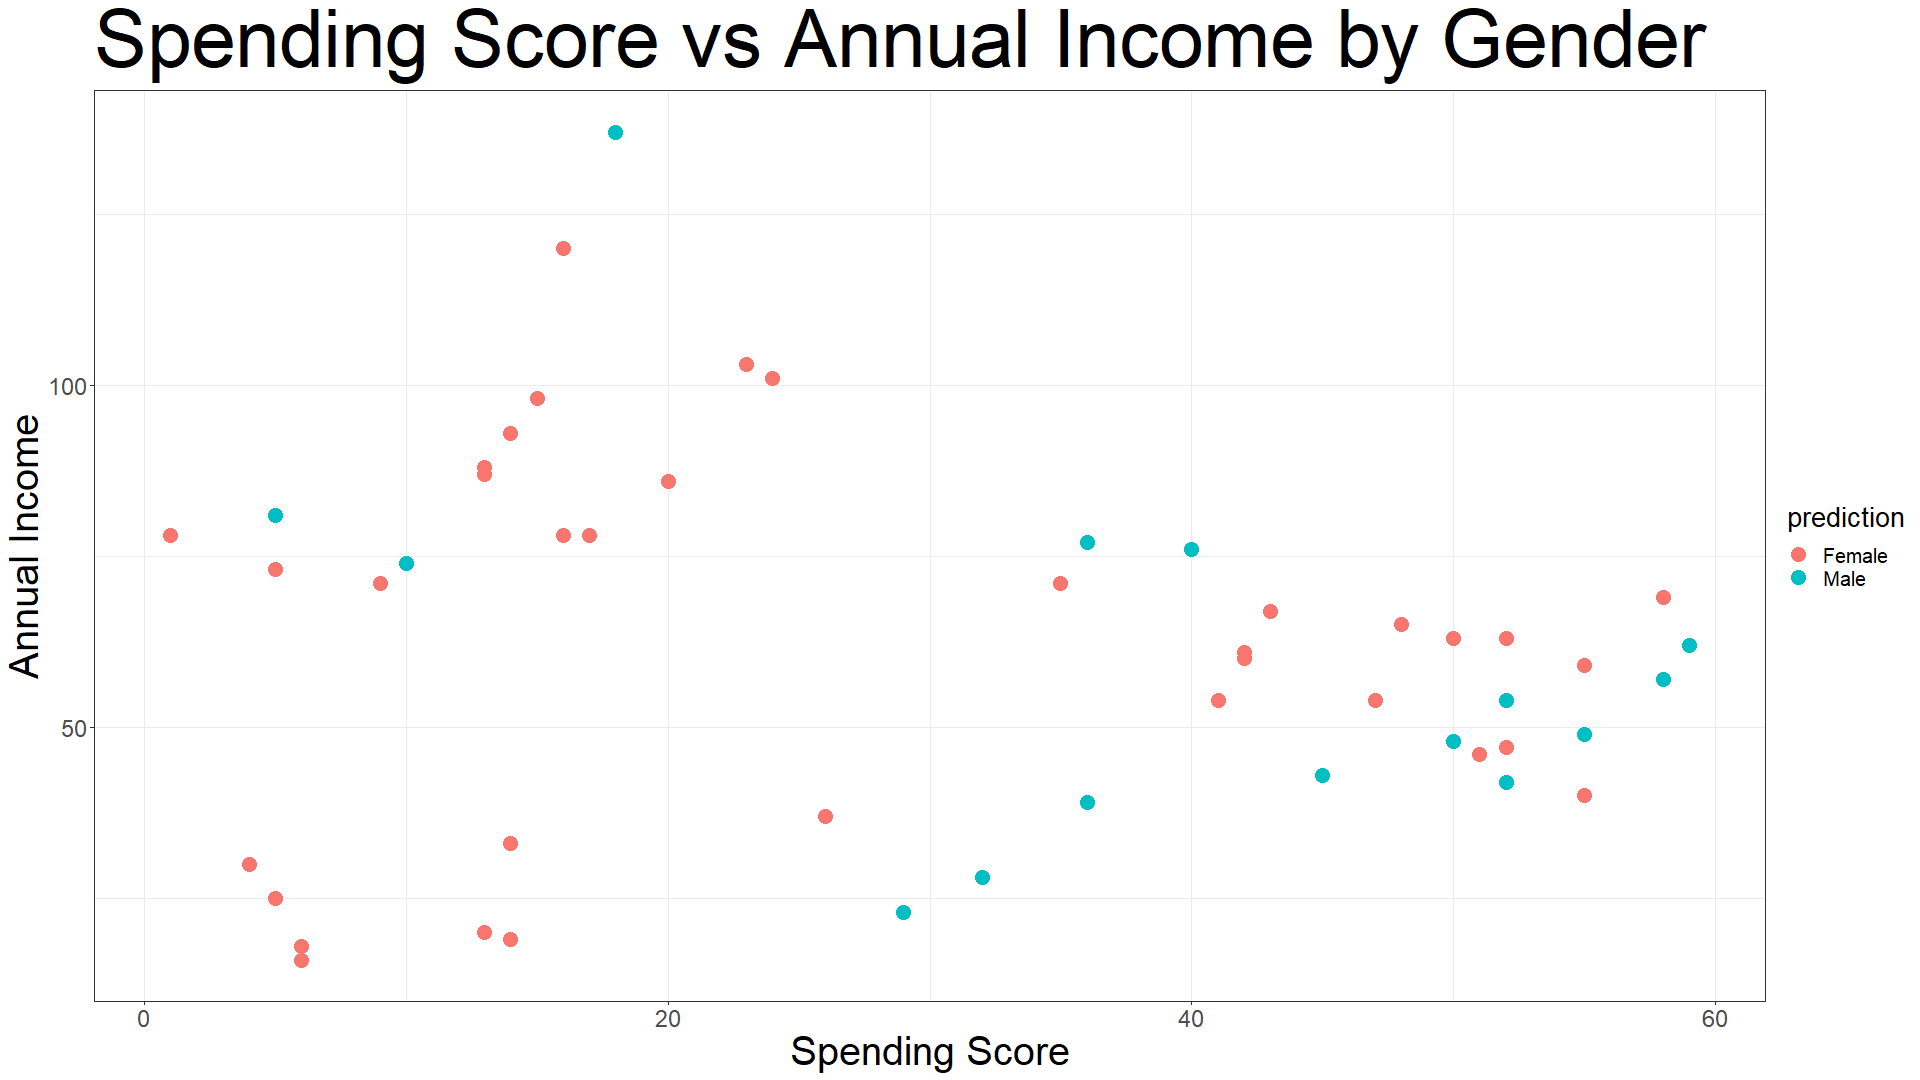 Spending Score vs Annual Income by Gender
100
50
Annual Income
0 20 40 60
Spending Score
prediction
Female
Male